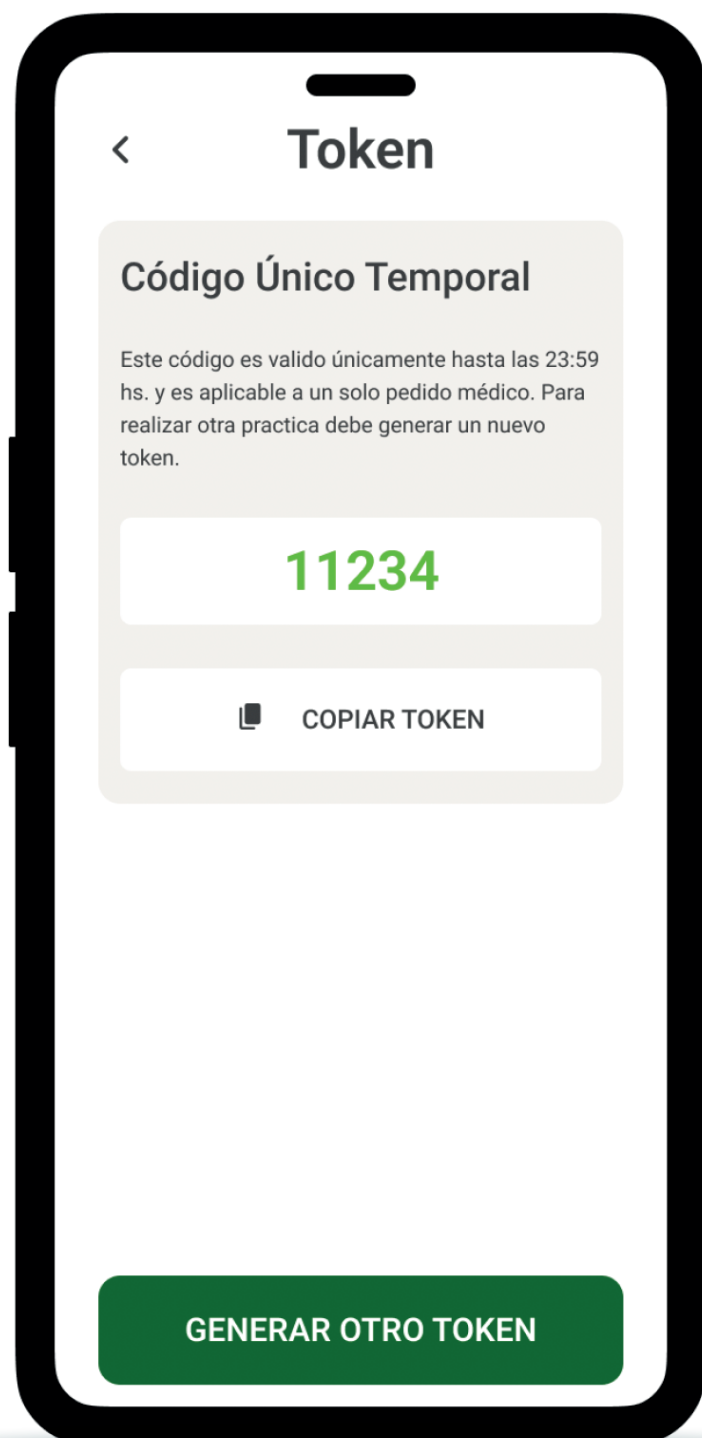 Token
Código Único Temporal
Este código es valido únicamente hasta las 23:59
hs. y es aplicable a un solo pedido médico. Para
realizar otra practica debe generar un nuevo
token.
11234
COPIAR TOKEN
GENERAR OTRO TOKEN